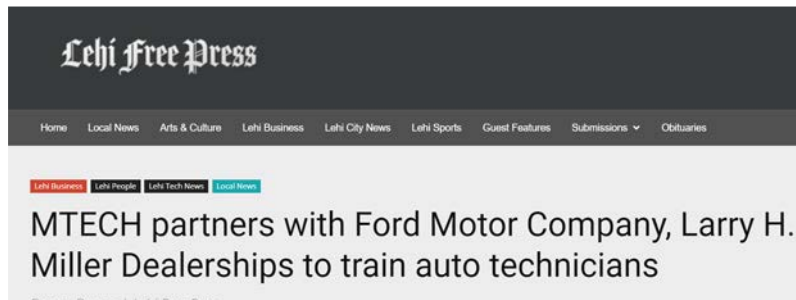 Lehi Free Press
Home Local News Arts & Culture Lehi Business Lehi City News Lehi Sports Guest Features Submissions Obituaries
Lehi Business Lehi People Lehi Tech News Local News
MTECH partners with Ford Motor Company, Larry H.
Miller Dealerships to train auto technicians